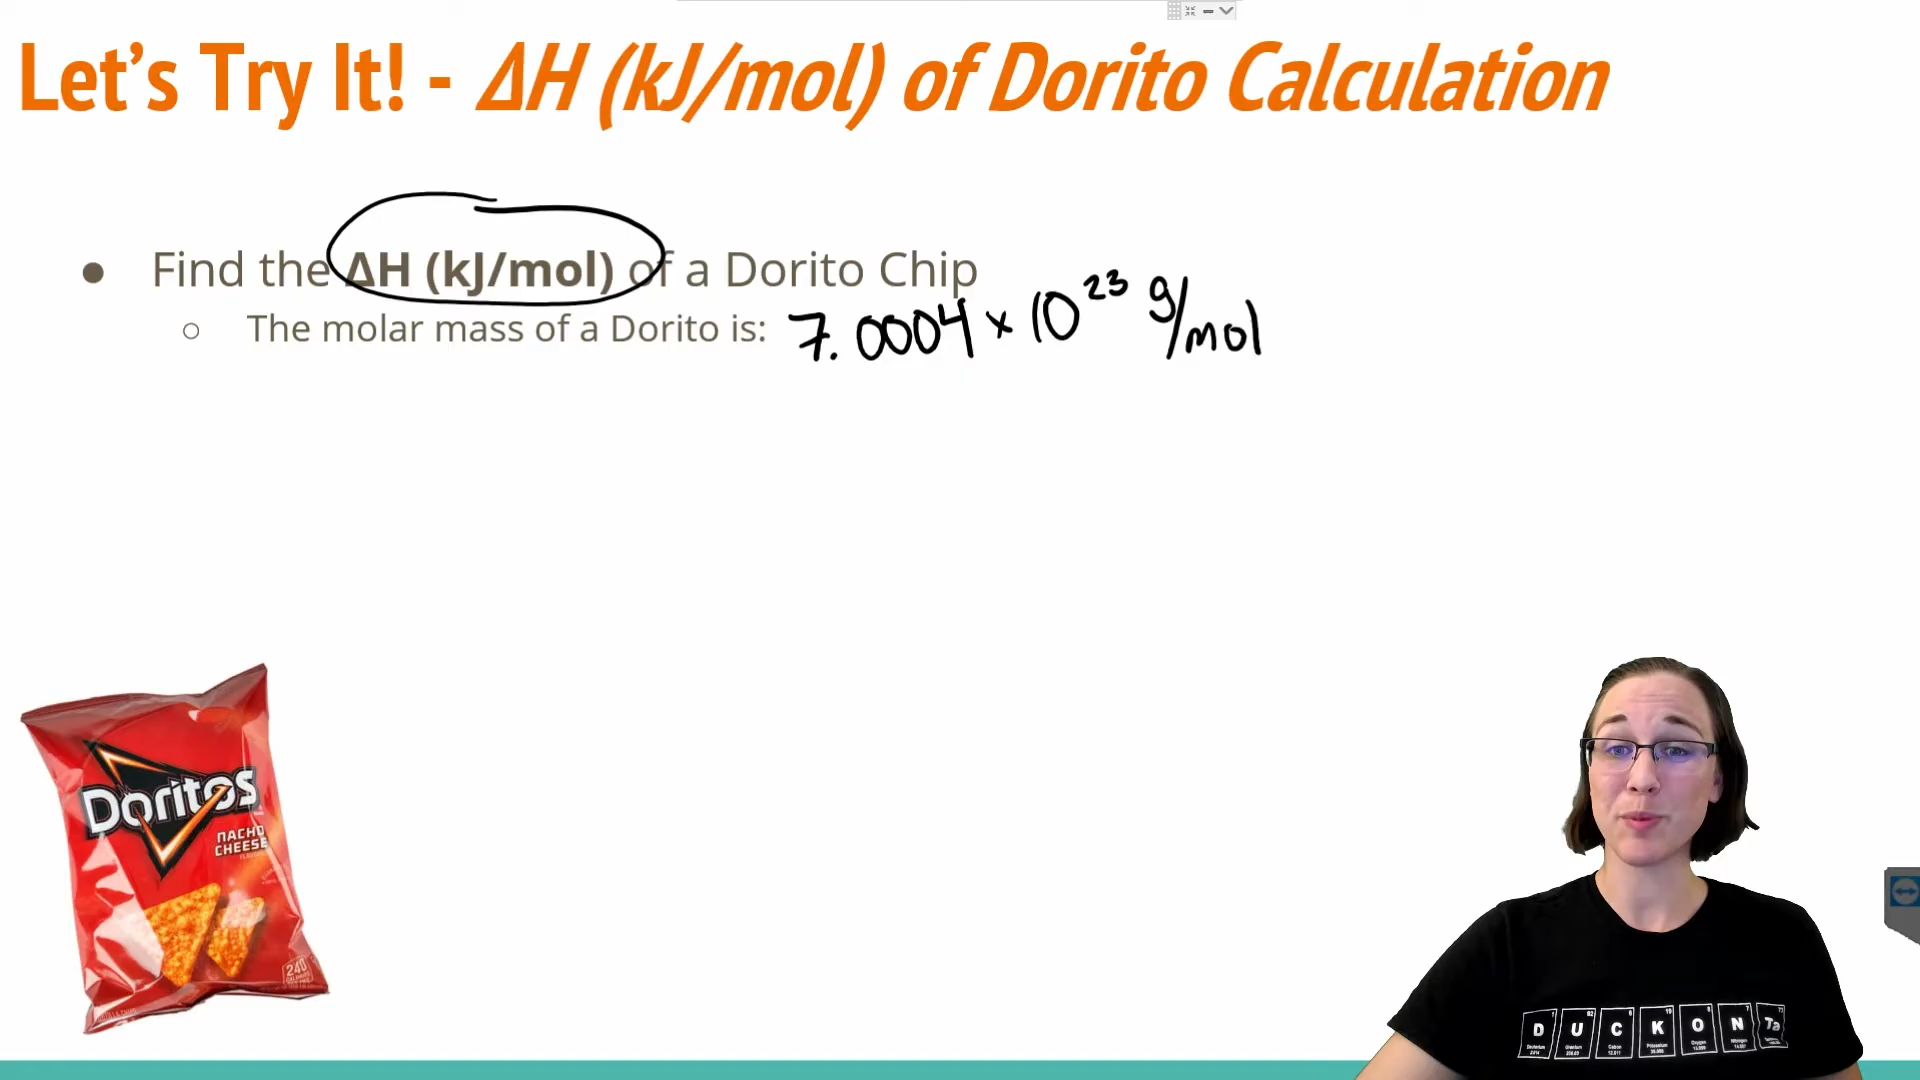 Let's Try It! - ΔH (kJ/mol) of Dorito Calculation
● Find the ΔH (kJ/mol) of a Dorito Chip
○ The molar mass of a Dorito is: 7.0004 x 10²³ g/mol
Doritos
NACHO
CHEESE
240
D U C K O N Ta